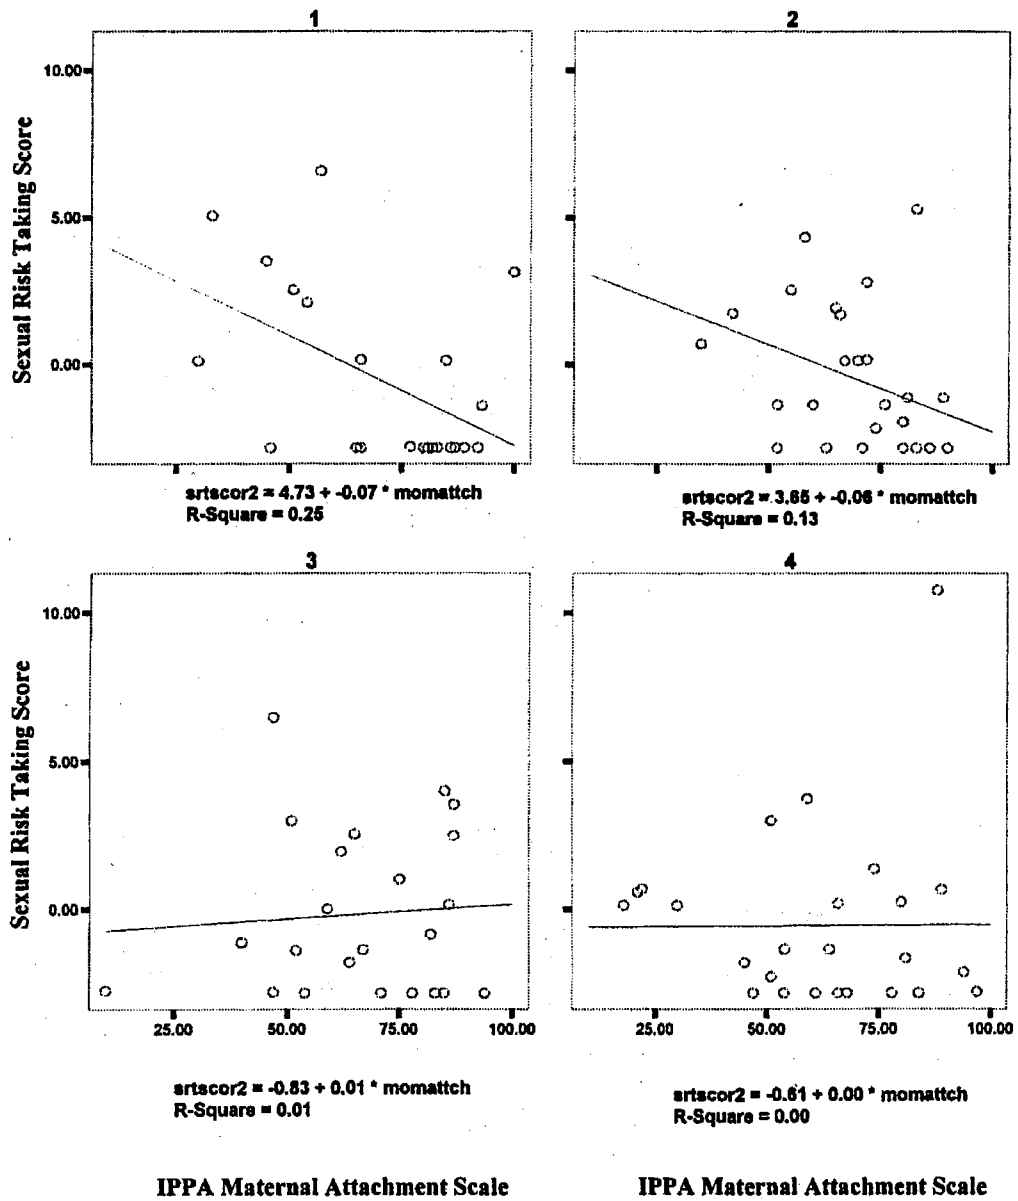 1
2
10.00
5.00
0.00
Sexual Risk Taking Score
srtscor2 = 4.73 + -0.07 * momattch
R-Square = 0.25
srtscor2 = 3.65 + -0.06 * momattch
R-Square = 0.13
3
4
10.00
5.00
0.00
Sexual Risk Taking Score
25.00 50.00 75.00 100.00
25.00 50.00 75.00 100.00
srtscor2 = -0.83 + 0.01 * momattch
R-Square = 0.01
srtscor2 = -0.61 + 0.00 * momattch
R-Square = 0.00
IPPA Maternal Attachment Scale
IPPA Maternal Attachment Scale